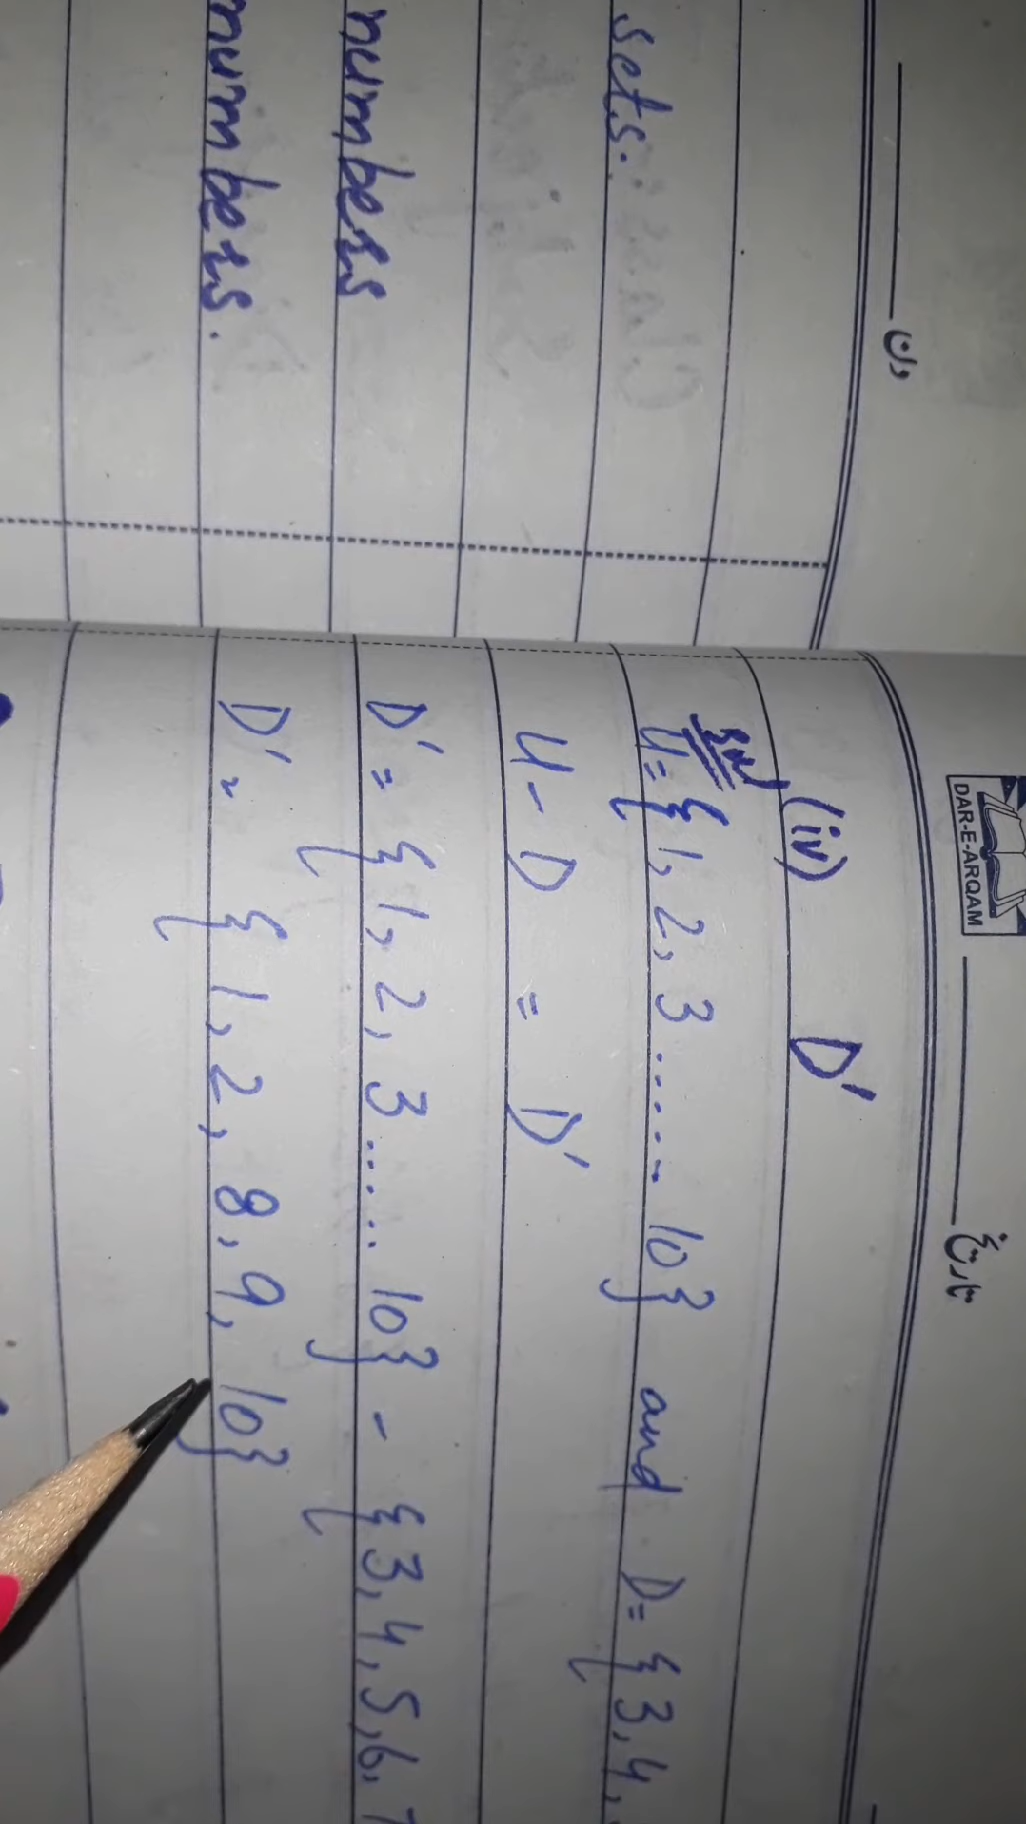 دن
sets.
numbers
numbers.
DAR-E-ARQAM
تاریخ
(iv) D'
Sol
U = {1, 2, 3 ...... 10} and D = {3, 4,
U - D = D'
D' = {1, 2, 3 ..... 10} - {3, 4, 5, 6, 7
D' = {1, 2, 8, 9, 10}